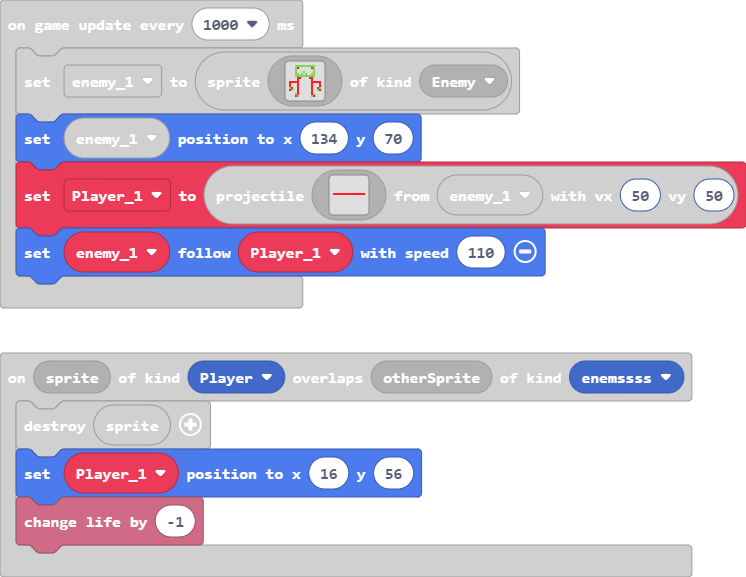 on game update every 1000 ms
set enemy_1 to sprite of kind Enemy
set enemy_1 position to x 134 y 70
set Player_1 to projectile from enemy_1 with vx 50 vy 50
set enemy_1 follow Player_1 with speed 110
on sprite of kind Player overlaps otherSprite of kind enemssss
destroy sprite
set Player_1 position to x 16 y 56
change life by -1